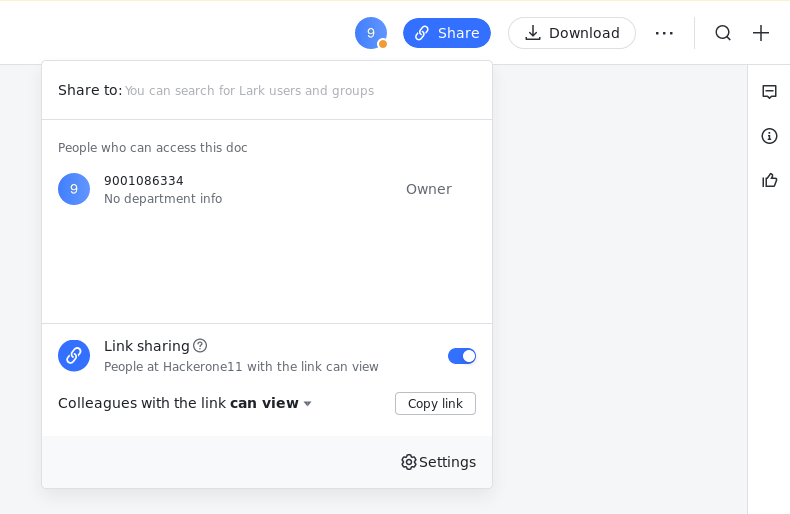 9 Share Download
Share to: You can search for Lark users and groups
People who can access this doc
9 9001086334 Owner
No department info
Link sharing
People at Hackerone11 with the link can view
Colleagues with the link can view Copy link
Settings